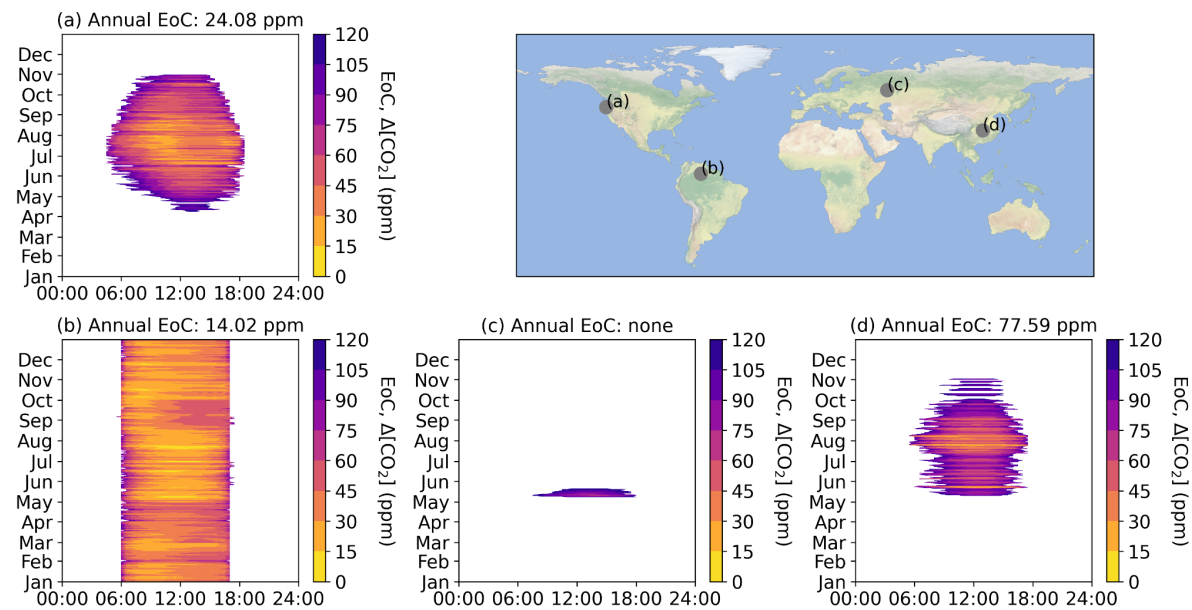 (a) Annual EoC: 24.08 ppm
Dec
Nov
Oct
Sep
Aug
Jul
Jun
May
Apr
Mar
Feb
Jan
00:00 06:00 12:00 18:00 24:00
120
105
90
75
60
45
30
15
0
EoC, Δ[CO₂] (ppm)
(a)
(b)
(c)
(d)
(b) Annual EoC: 14.02 ppm
Dec
Nov
Oct
Sep
Aug
Jul
Jun
May
Apr
Mar
Feb
Jan
00:00 06:00 12:00 18:00 24:00
120
105
90
75
60
45
30
15
0
EoC, Δ[CO₂] (ppm)
(c) Annual EoC: none
Dec
Nov
Oct
Sep
Aug
Jul
Jun
May
Apr
Mar
Feb
Jan
00:00 06:00 12:00 18:00 24:00
120
105
90
75
60
45
30
15
0
EoC, Δ[CO₂] (ppm)
(d) Annual EoC: 77.59 ppm
Dec
Nov
Oct
Sep
Aug
Jul
Jun
May
Apr
Mar
Feb
Jan
00:00 06:00 12:00 18:00 24:00
120
105
90
75
60
45
30
15
0
EoC, Δ[CO₂] (ppm)